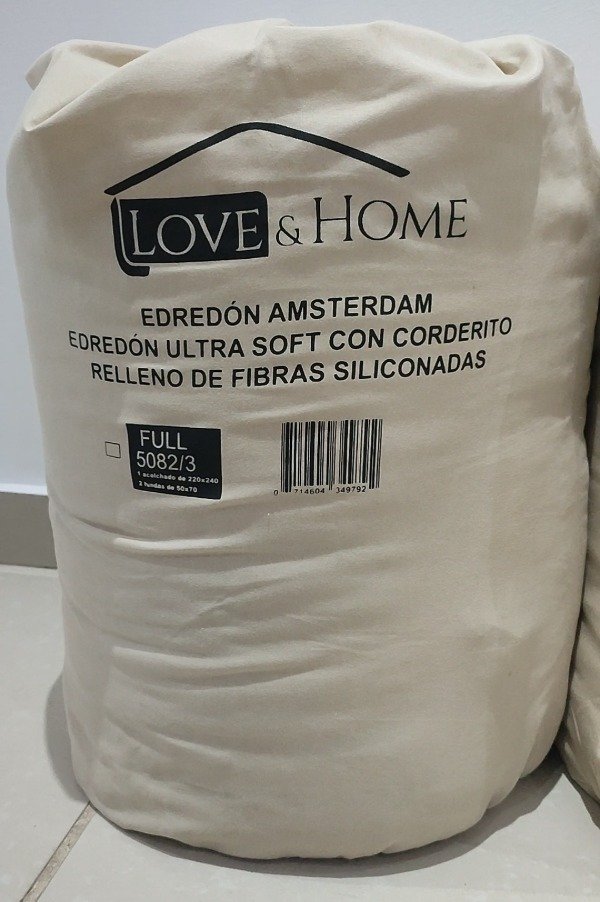 LOVE & HOME
EDREDÓN AMSTERDAM
EDREDÓN ULTRA SOFT CON CORDERITO
RELLENO DE FIBRAS SILICONADAS
FULL
5082/3
1 acolchado de 220x240
2 fundas de 50x70
0 714604 349792